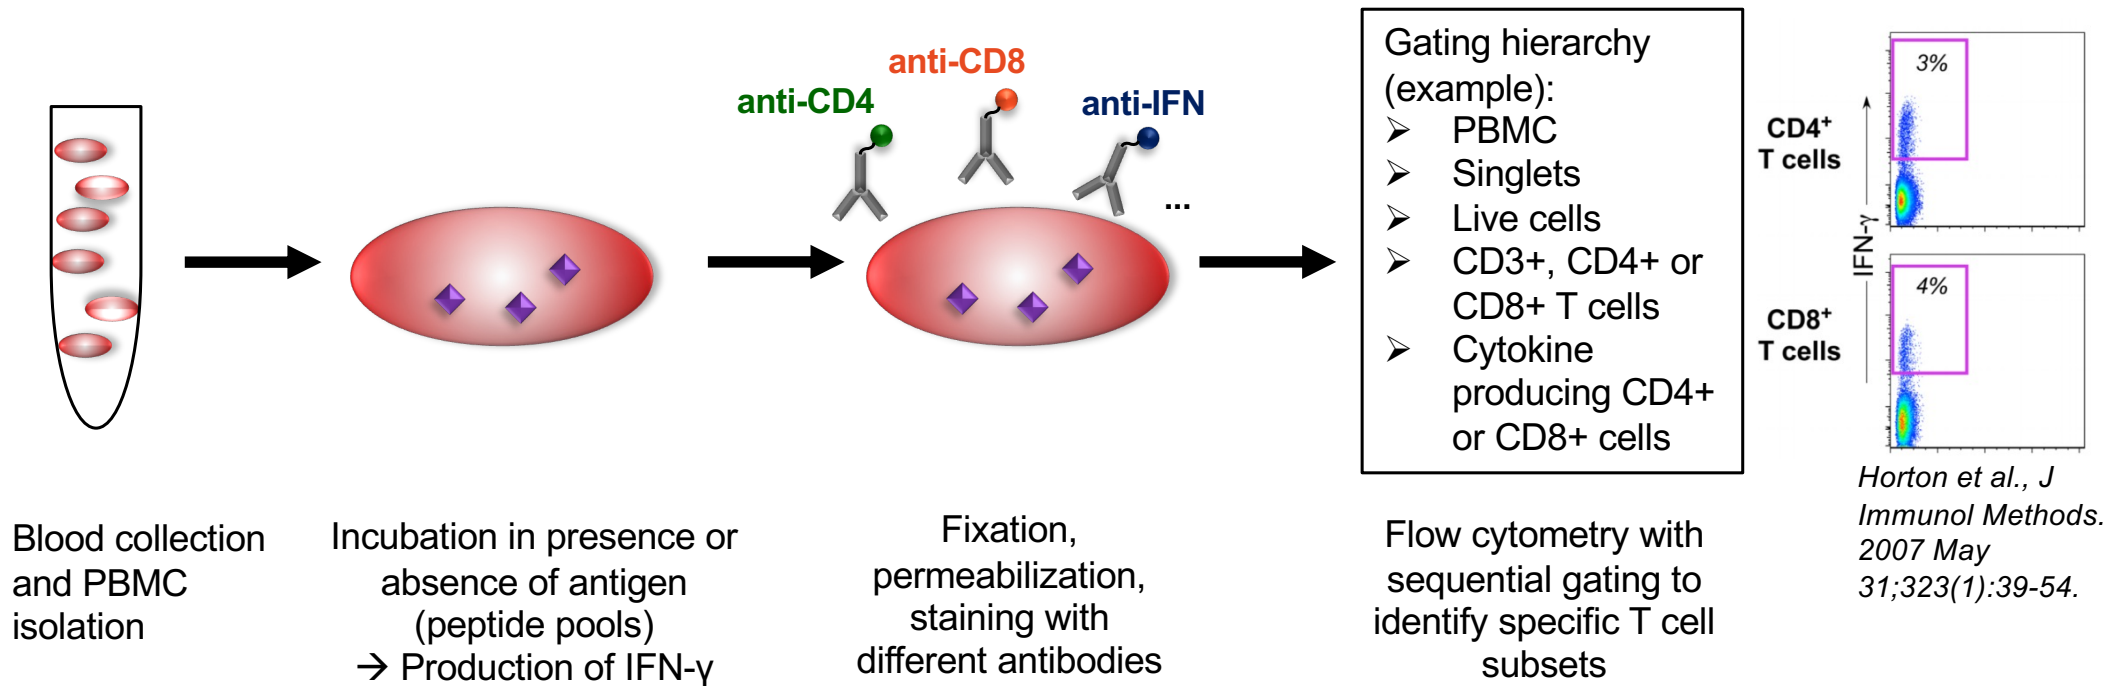 anti-CD4
anti-CD8
anti-IFN
...
Blood collection
and PBMC
isolation
Incubation in presence or
absence of antigen
(peptide pools)
→ Production of IFN-γ
Fixation,
permeabilization,
staining with
different antibodies
Gating hierarchy
(example):
➢ PBMC
➢ Singlets
➢ Live cells
➢ CD3+, CD4+ or
CD8+ T cells
➢ Cytokine
producing CD4+
or CD8+ cells
Flow cytometry with
sequential gating to
identify specific T cell
subsets
CD4⁺
T cells
CD8⁺
T cells
IFN-γ
3%
4%
Horton et al., J
Immunol Methods.
2007 May
31;323(1):39-54.